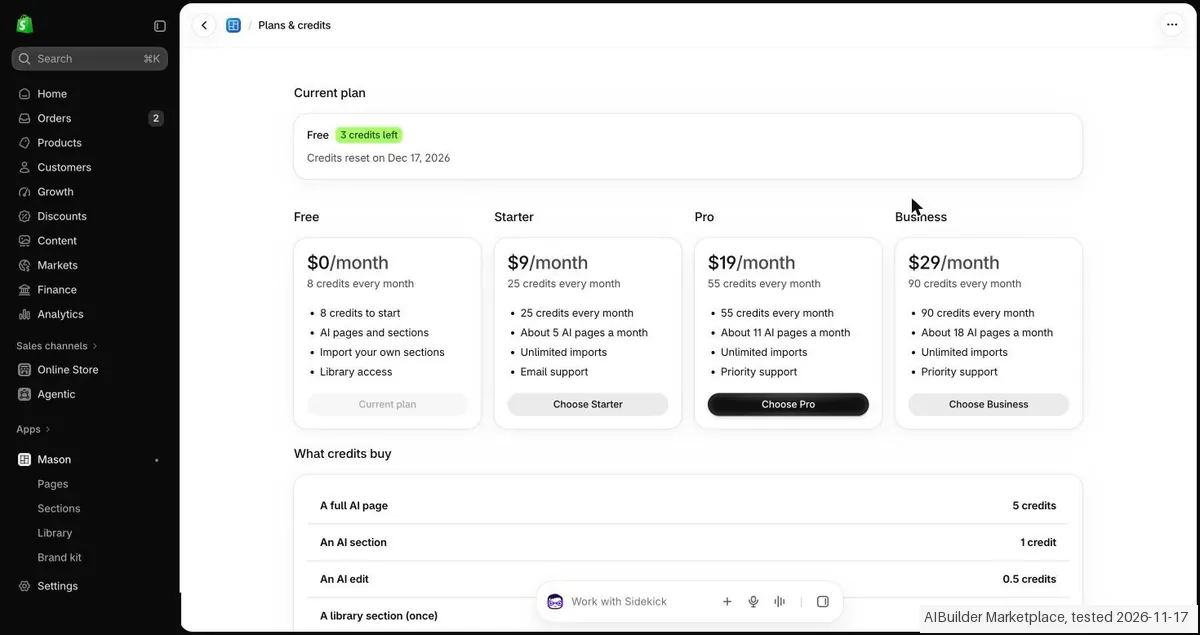 Plans & credits
Search ⌘K
Home
Orders 2
Products
Customers
Growth
Discounts
Content
Markets
Finance
Analytics
Sales channels
Online Store
Agentic
Apps
Mason
Pages
Sections
Library
Brand kit
Settings
Current plan
Free 3 credits left
Credits reset on Dec 17, 2026
Free
$0/month
8 credits every month
• 8 credits to start
• AI pages and sections
• Import your own sections
• Library access
Current plan
Starter
$9/month
25 credits every month
• 25 credits every month
• About 5 AI pages a month
• Unlimited imports
• Email support
Choose Starter
Pro
$19/month
55 credits every month
• 55 credits every month
• About 11 AI pages a month
• Unlimited imports
• Priority support
Choose Pro
Business
$29/month
90 credits every month
• 90 credits every month
• About 18 AI pages a month
• Unlimited imports
• Priority support
Choose Business
What credits buy
A full AI page 5 credits
An AI section 1 credit
An AI edit 0.5 credits
A library section (once)
Work with Sidekick
AIBuilder Marketplace, tested 2026-11-17